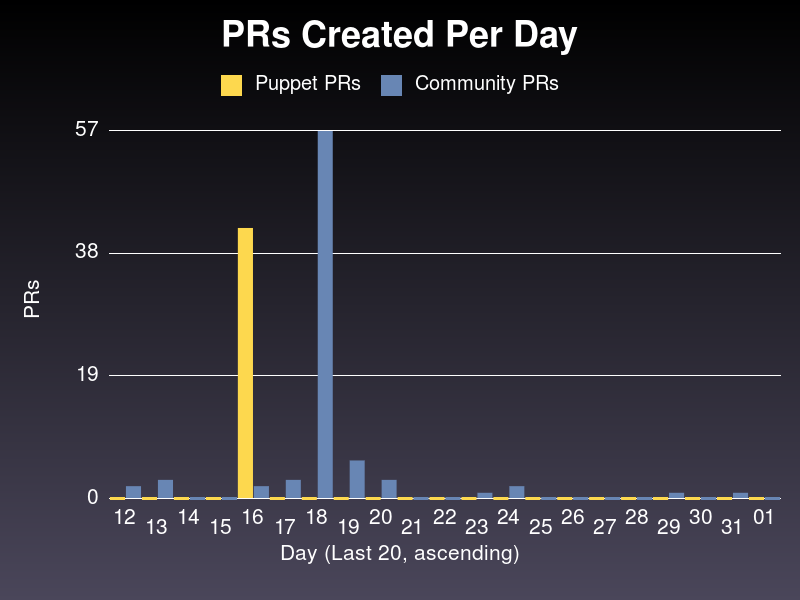 PRs Created Per Day
Puppet PRs Community PRs
57
38
19
0
PRs
12 13 14 15 16 17 18 19 20 21 22 23 24 25 26 27 28 29 30 31 01
Day (Last 20, ascending)